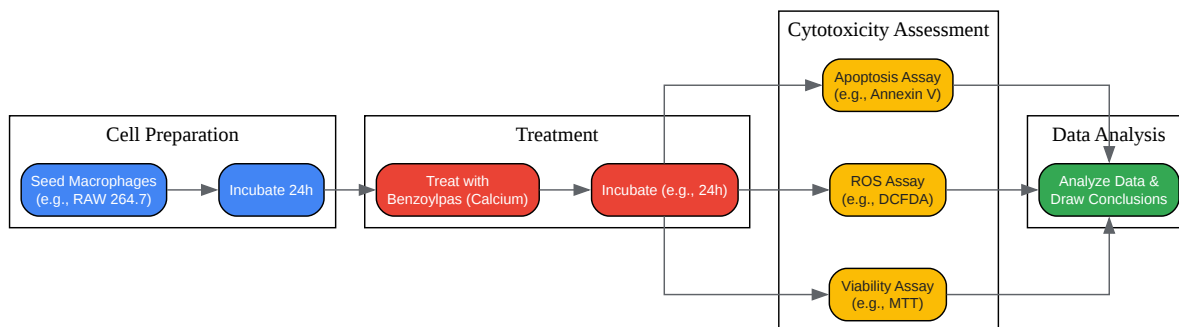 Cell Preparation
Seed Macrophages
(e.g., RAW 264.7)
Incubate 24h
Treatment
Treat with
Benzoylpas (Calcium)
Incubate (e.g., 24h)
Cytotoxicity Assessment
Apoptosis Assay
(e.g., Annexin V)
ROS Assay
(e.g., DCFDA)
Viability Assay
(e.g., MTT)
Data Analysis
Analyze Data &
Draw Conclusions